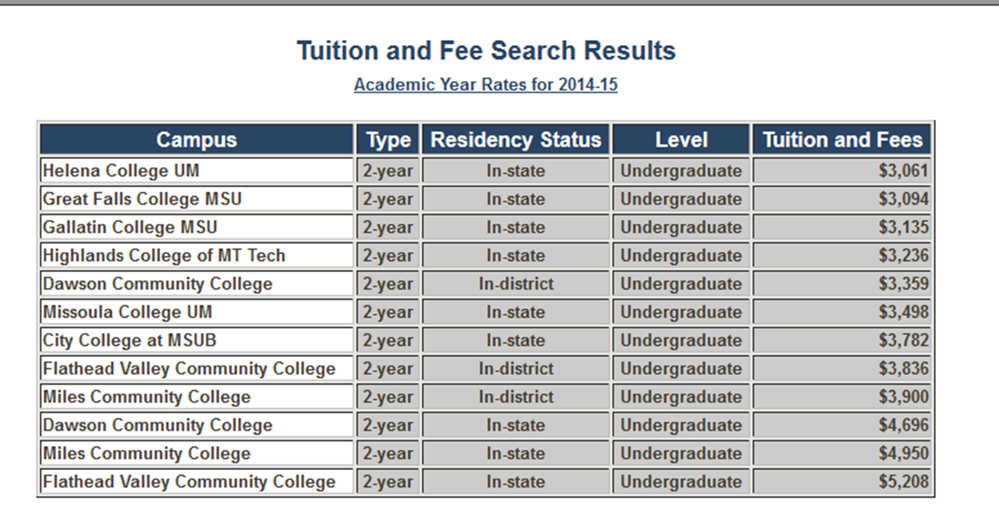 Tuition and Fee Search Results
Academic Year Rates for 2014-15
Campus Type Residency Status Level Tuition and Fees
Helena College UM 2-year In-state Undergraduate $3,061
Great Falls College MSU 2-year In-state Undergraduate $3,094
Gallatin College MSU 2-year In-state Undergraduate $3,135
Highlands College of MT Tech 2-year In-state Undergraduate $3,236
Dawson Community College 2-year In-district Undergraduate $3,359
Missoula College UM 2-year In-state Undergraduate $3,498
City College at MSUB 2-year In-state Undergraduate $3,782
Flathead Valley Community College 2-year In-district Undergraduate $3,836
Miles Community College 2-year In-district Undergraduate $3,900
Dawson Community College 2-year In-state Undergraduate $4,696
Miles Community College 2-year In-state Undergraduate $4,950
Flathead Valley Community College 2-year In-state Undergraduate $5,208